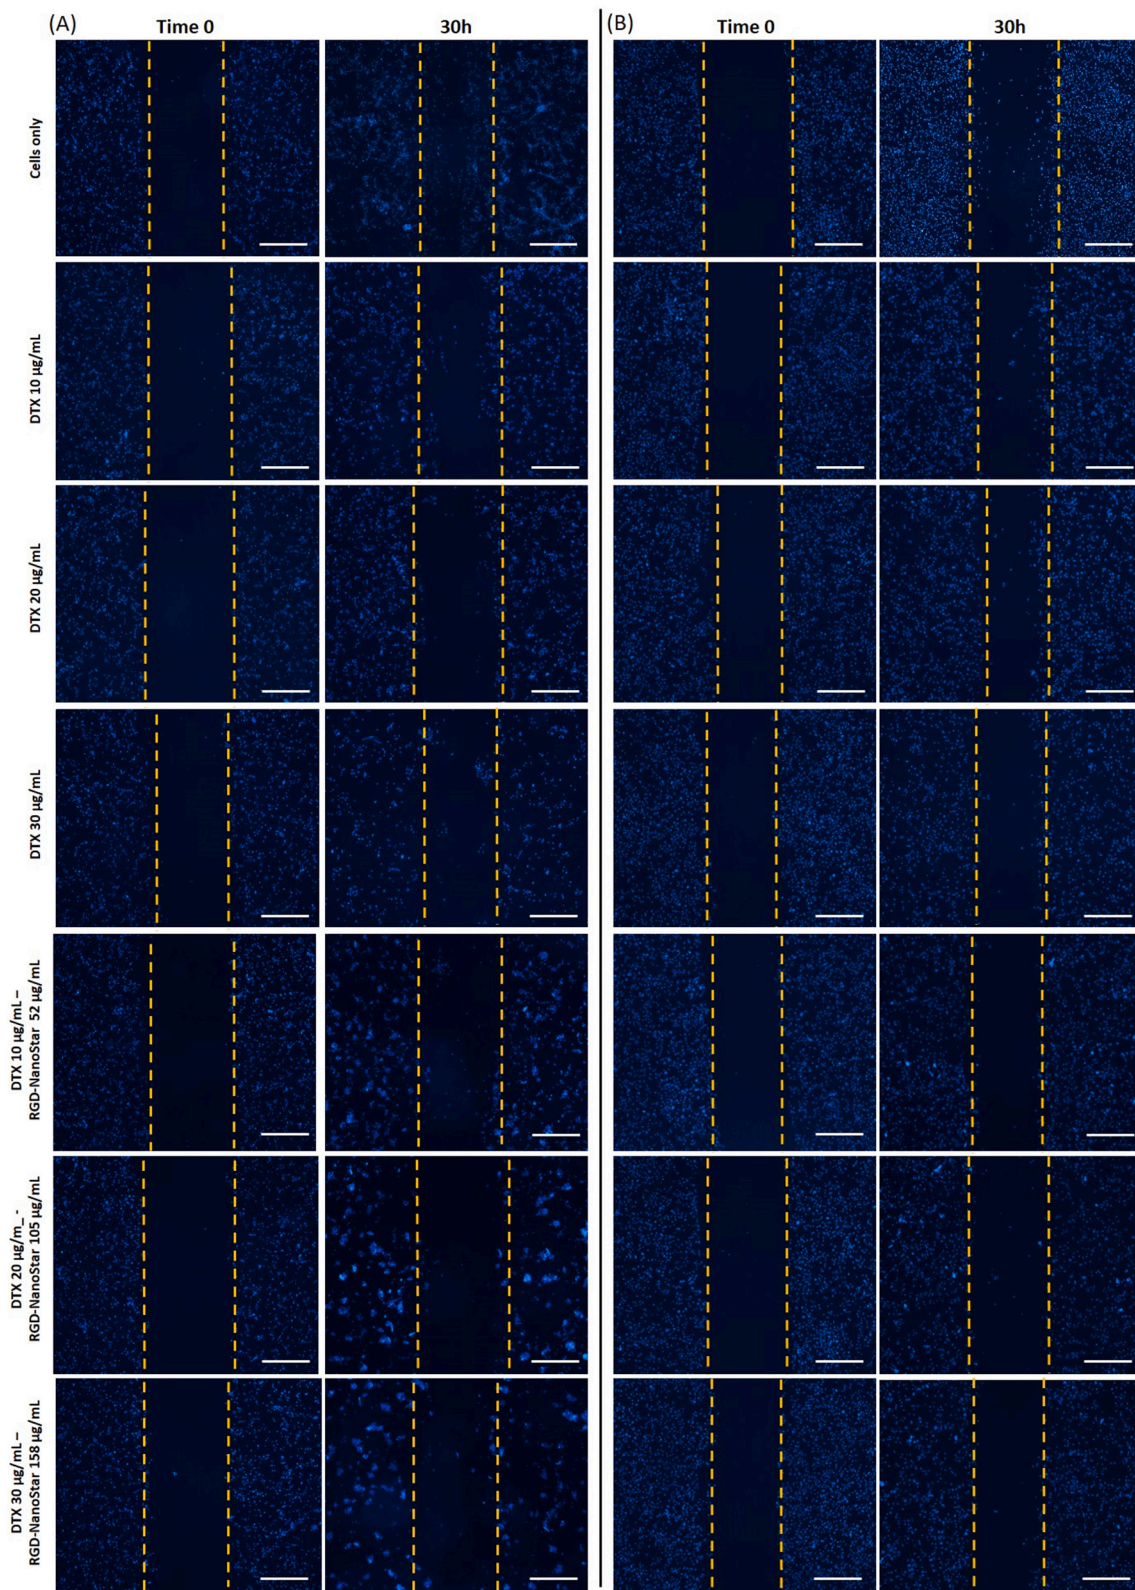 (A)
Time 0
30h
(B)
Time 0
30h
Cells only
DTX 10 µg/mL
DTX 20 µg/mL
DTX 30 µg/mL
DTX 10 µg/mL –
RGD-NanoStar 52 µg/mL
DTX 20 µg/m_ -
RGD-NanoStar 105 µg/mL
DTX 30 µg/mL –
RGD-NanoStar 158 µg/mL